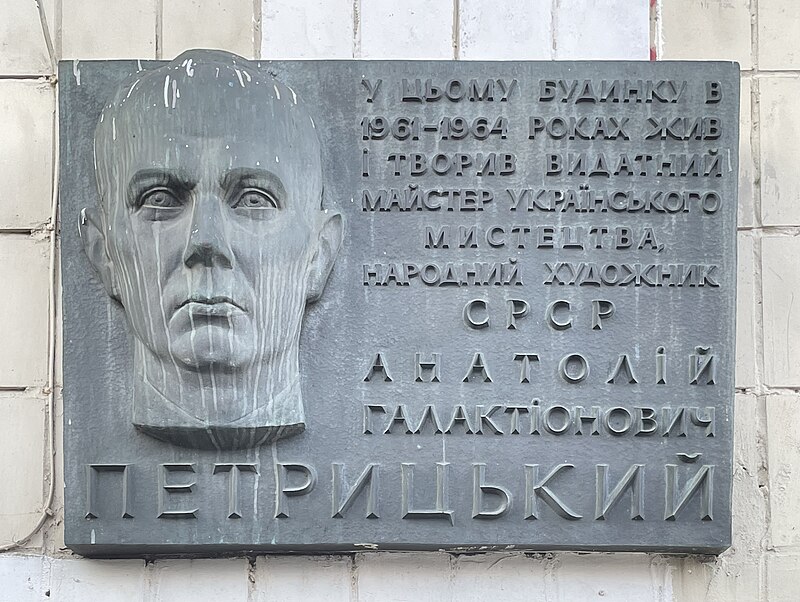 У ЦЬОМУ БУДИНКУ В
1961-1964 РОКАХ ЖИВ
І ТВОРИВ ВИДАТНИЙ
МАЙСТЕР УКРАЇНСЬКОГО
МИСТЕЦТВА,
НАРОДНИЙ ХУДОЖНИК
СРСР
АНАТОЛІЙ
ГАЛАКТІОНОВИЧ
ПЕТРИЦЬКИЙ